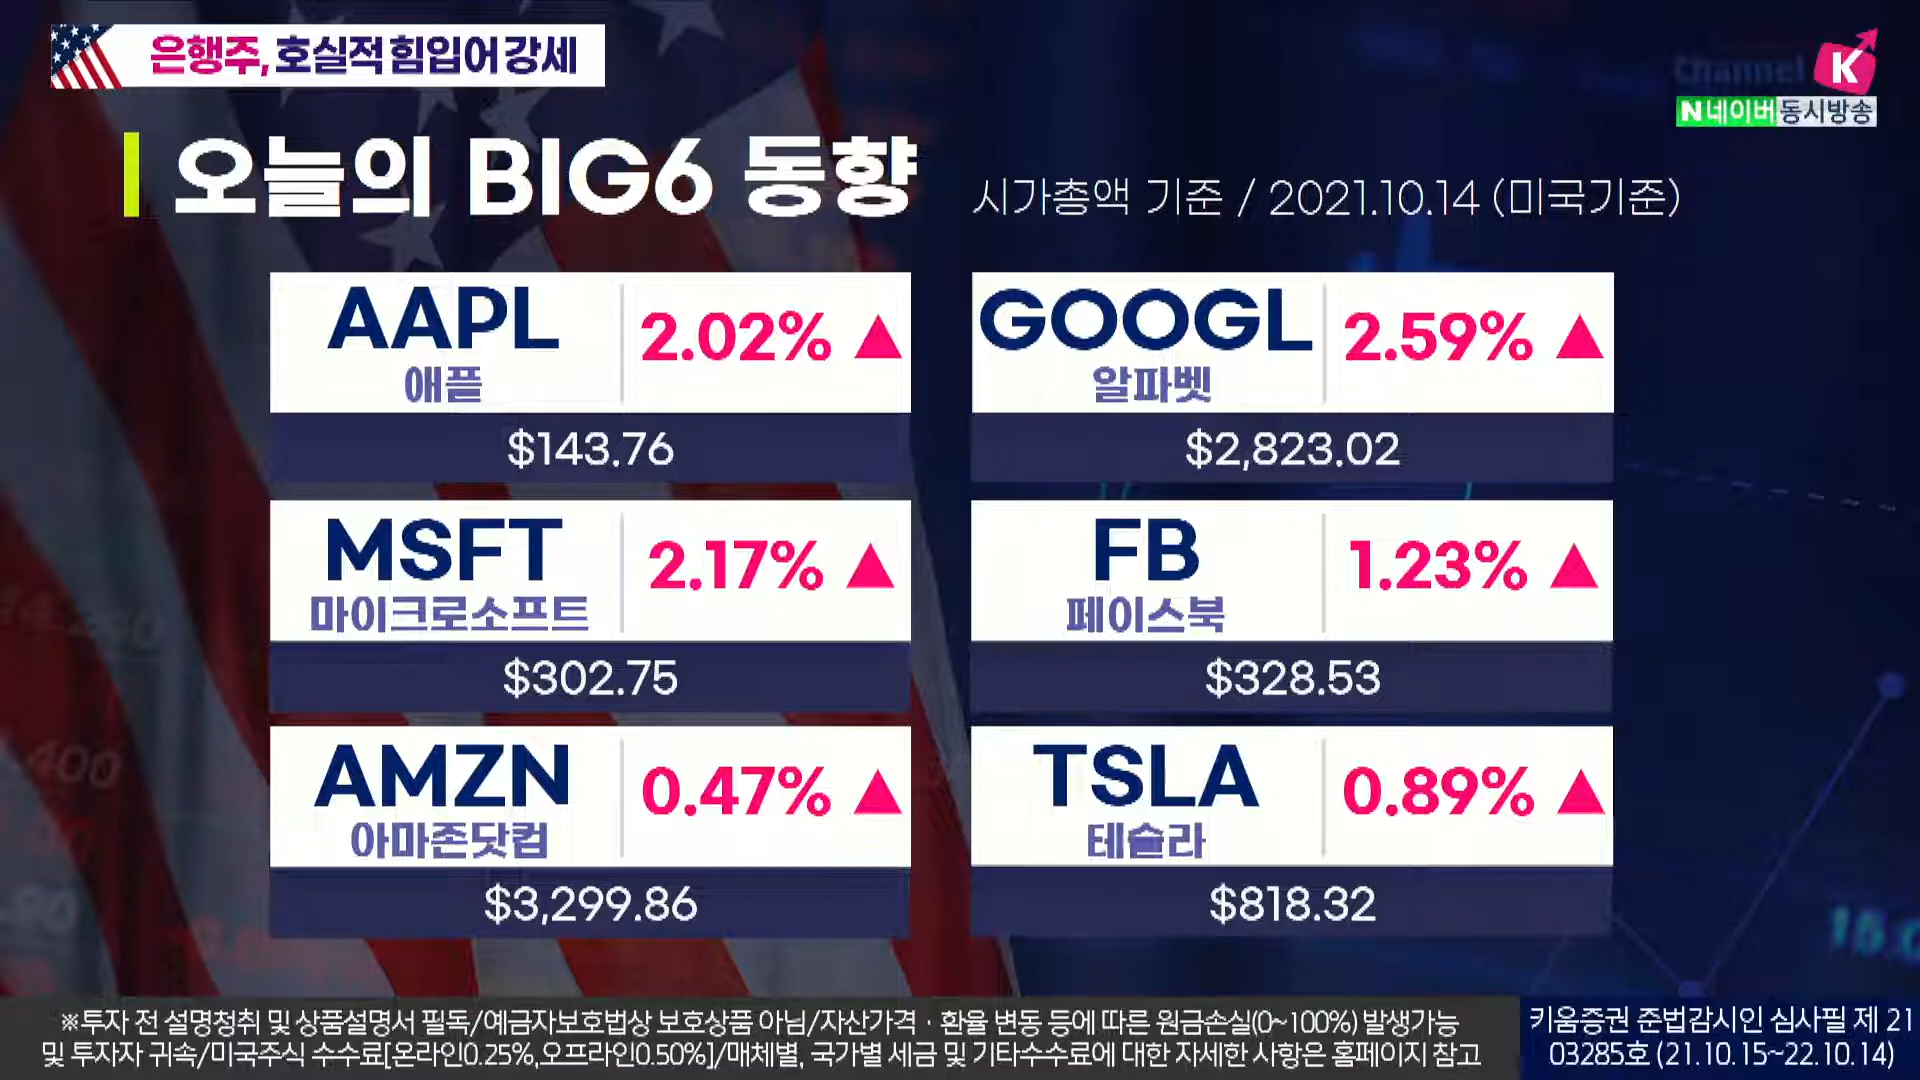 은행주, 호실적 힘입어 강세
Channel K
N 네이버 동시방송
오늘의 BIG6 동향
시가총액 기준 / 2021.10.14 (미국기준)
AAPL 2.02% ▲
애플
$143.76
GOOGL 2.59% ▲
알파벳
$2,823.02
MSFT 2.17% ▲
마이크로소프트
$302.75
FB 1.23% ▲
페이스북
$328.53
AMZN 0.47% ▲
아마존닷컴
$3,299.86
TSLA 0.89% ▲
테슬라
$818.32
※투자 전 설명청취 및 상품설명서 필독/예금자보호법상 보호상품 아님/자산가격·환율 변동 등에 따른 원금손실(0~100%) 발생가능
및 투자자 귀속/미국주식 수수료[온라인0.25%,오프라인0.50%]/매체별, 국가별 세금 및 기타수수료에 대한 자세한 사항은 홈페이지 참고
키움증권 준법감시인 심사필 제 21
03285호 (21.10.15~22.10.14)